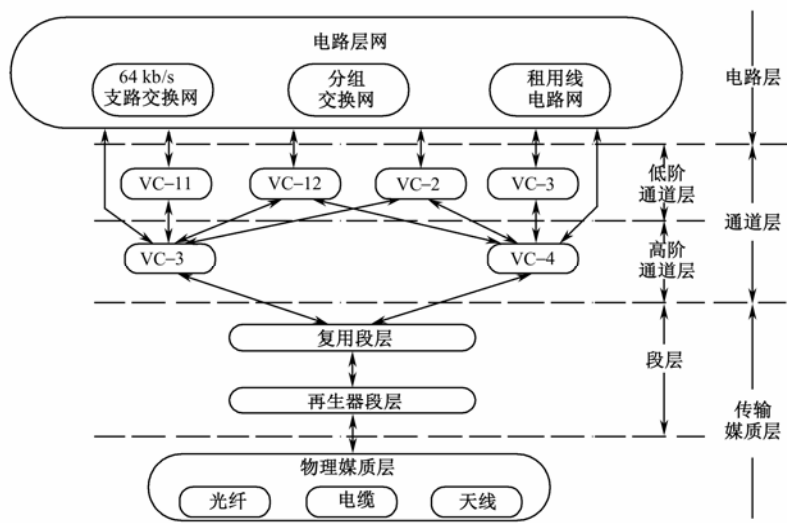 电路层网
64 kb/s
支路交换网
分组
交换网
租用线
电路网
电路层
VC-11
VC-12
VC-2
VC-3
低阶
通道层
通道层
VC-3
VC-4
高阶
通道层
复用段层
段层
再生器段层
传输
媒质层
物理媒质层
光纤
电缆
天线